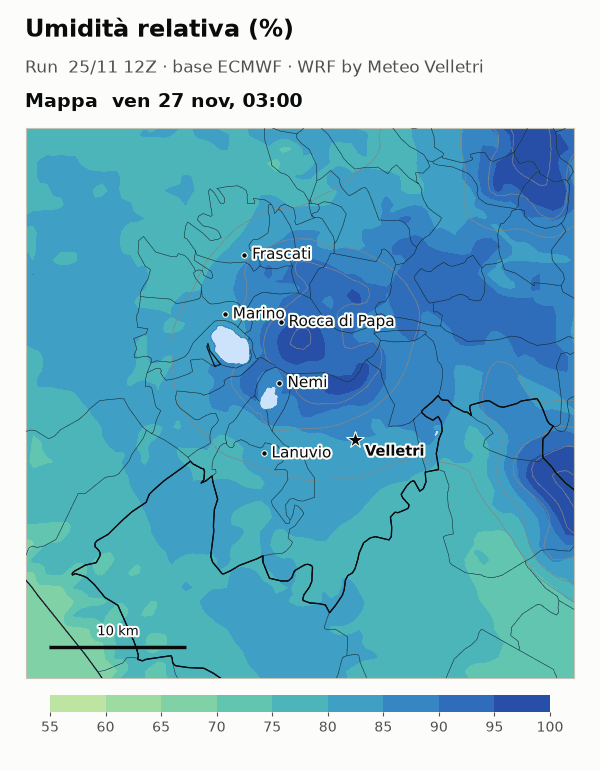 Umidità relativa (%)
Run  25/11 12Z · base ECMWF · WRF by Meteo Velletri
Mappa  ven 27 nov, 03:00
Frascati
Marino
Rocca di Papa
Nemi
Velletri
Lanuvio
10 km
55 60 65 70 75 80 85 90 95 100